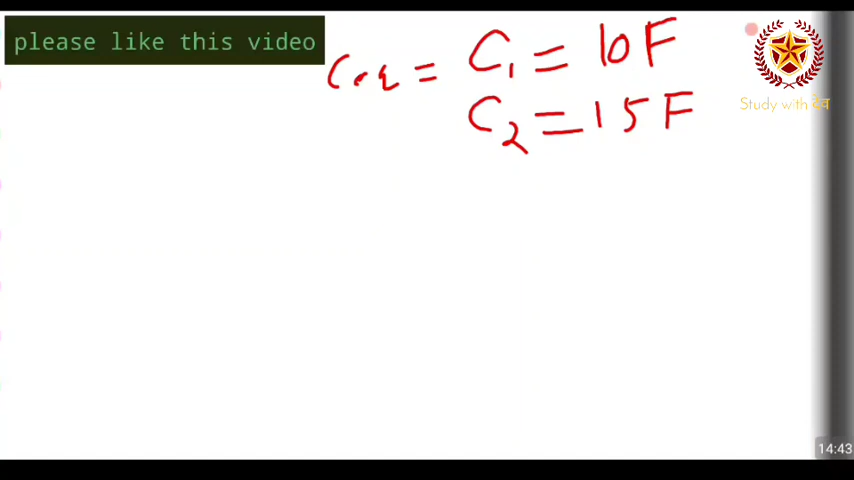 please like this video
Ceq = C1 = 10F
C2 = 15F
Study with देव
14:43